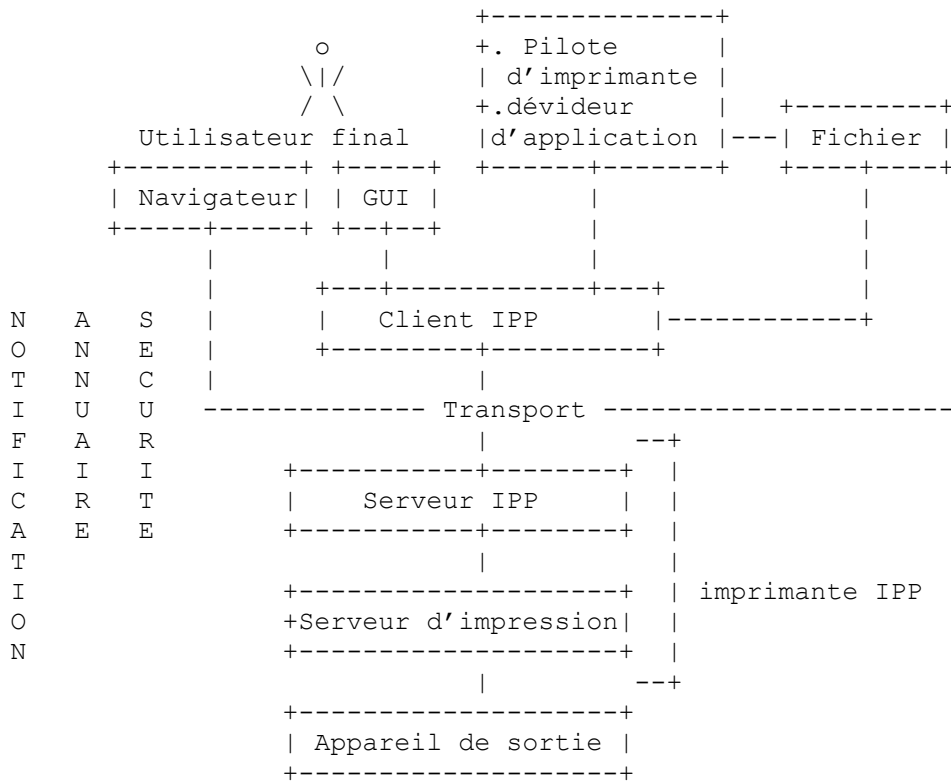 o
+. Pilote
\|/
| d'imprimante |
/ \
+.dévideur
Utilisateur final
|d'application |---| Fichier |
| Navigateur| | GUI |
Client IPP
NOTIFICATION
ANNUAIRE
SECURITE
Transport
Serveur IPP
imprimante IPP
+Serveur d'impression|
| Appareil de sortie |